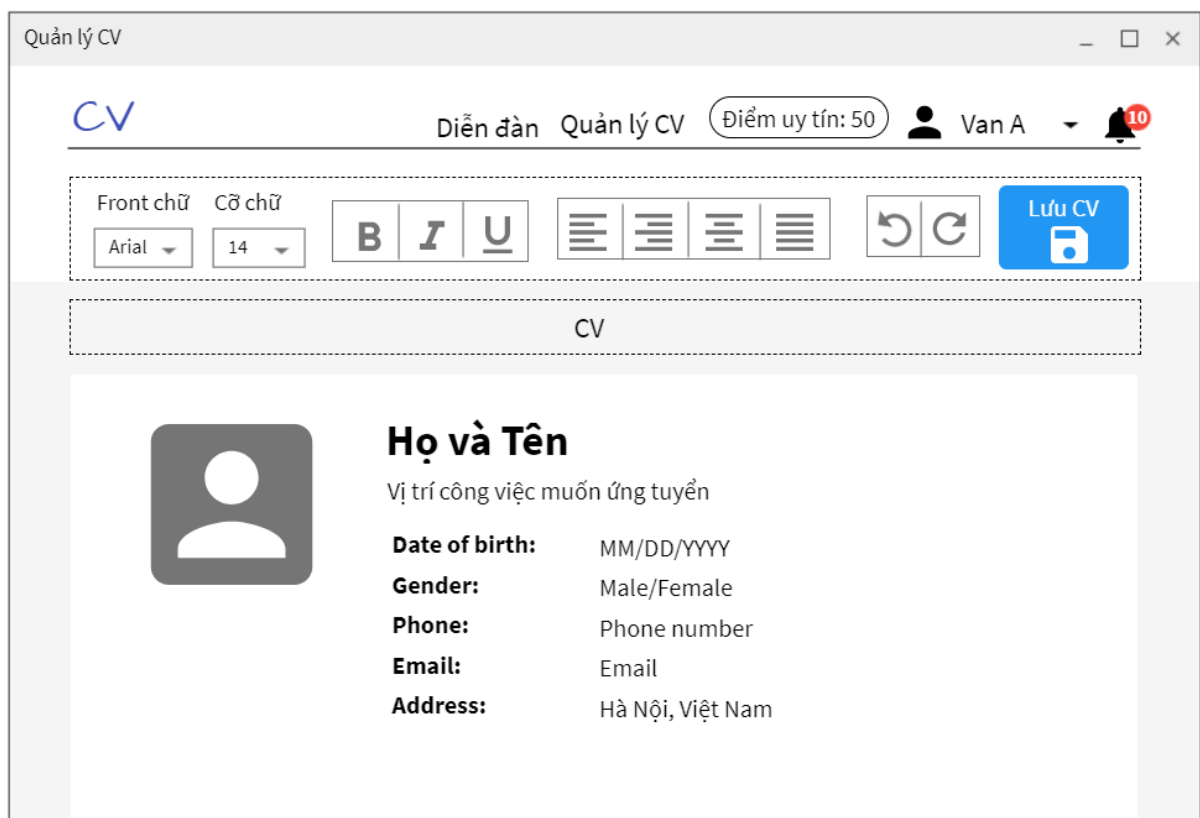 Quản lý CV
CV
Diễn đàn Quản lý CV Điểm uy tín: 50 Van A 10
Front chữ Cỡ chữ
Arial 14
B I U
Lưu CV
CV
Họ và Tên
Vị trí công việc muốn ứng tuyển
Date of birth: MM/DD/YYYY
Gender: Male/Female
Phone: Phone number
Email: Email
Address: Hà Nội, Việt Nam